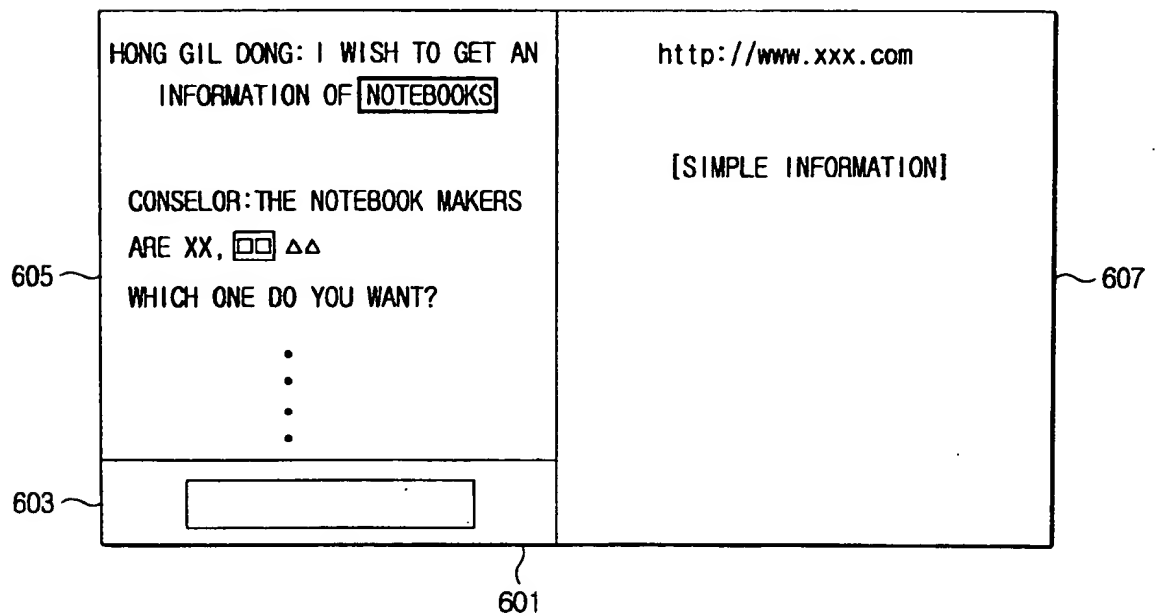 HONG GIL DONG: I WISH TO GET AN
INFORMATION OF NOTEBOOKS
CONSELOR:THE NOTEBOOK MAKERS
ARE XX, □□ △△
WHICH ONE DO YOU WANT?
http://www.xxx.com
[SIMPLE INFORMATION]
605
607
603
601